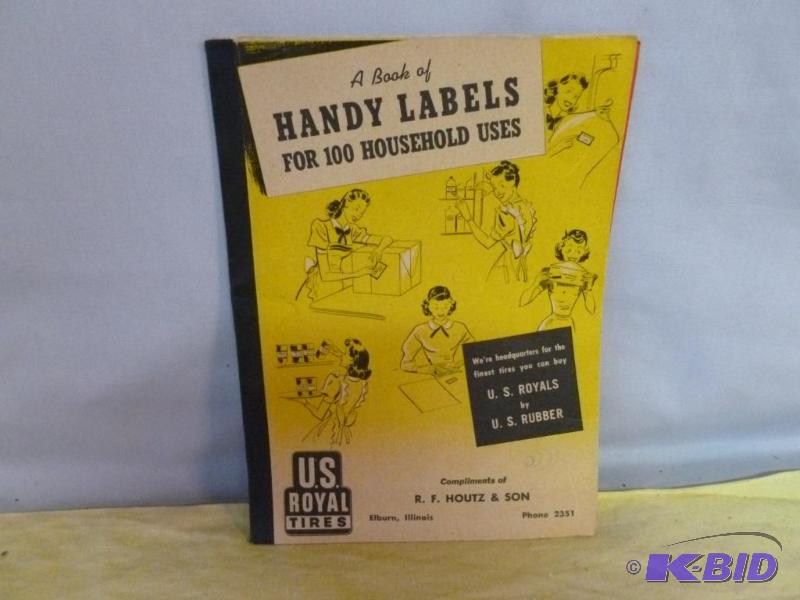 A Book of
HANDY LABELS
FOR 100 HOUSEHOLD USES
We're headquarters for the
finest tires you can buy
U. S. ROYALS
by
U. S. RUBBER
U.S.
ROYAL
TIRES
Compliments of
R. F. HOUTZ & SON
Elburn, Illinois Phone 2351
© K-BID